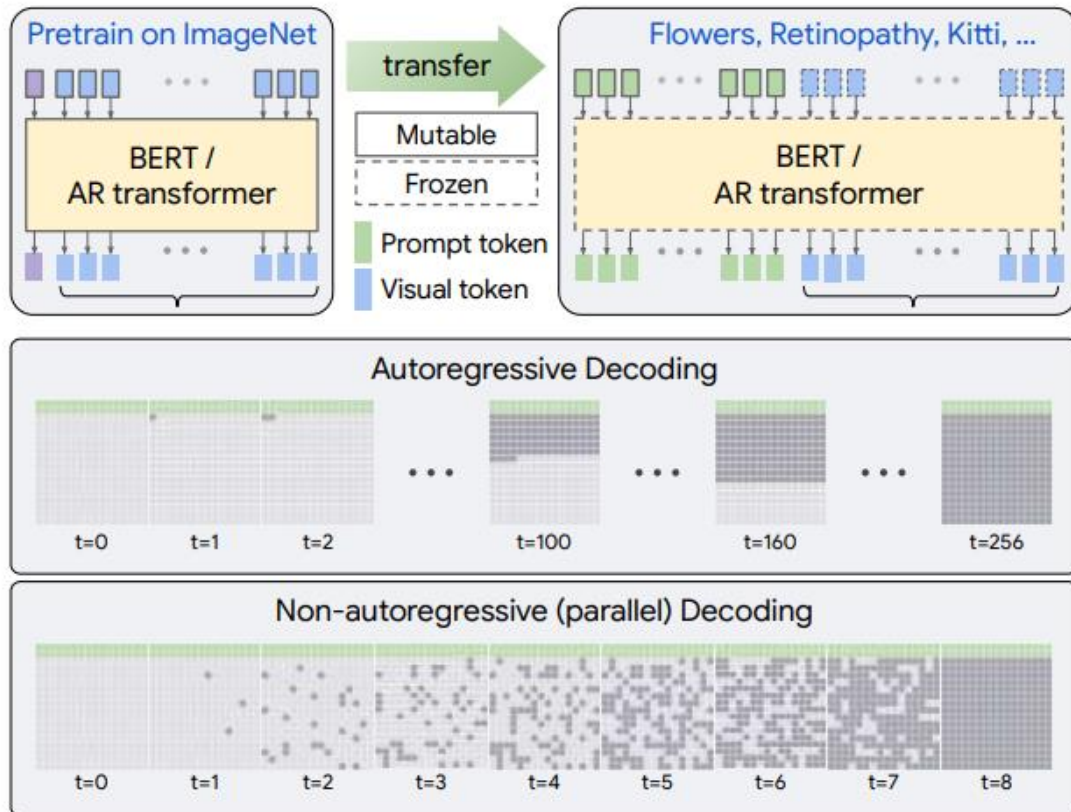 Pretrain on ImageNet
transfer
Flowers, Retinopathy, Kitti, ...
BERT /
AR transformer
Mutable
Frozen
Prompt token
Visual token
BERT /
AR transformer
Autoregressive Decoding
t=0 t=1 t=2 t=100 t=160 t=256
Non-autoregressive (parallel) Decoding
t=0 t=1 t=2 t=3 t=4 t=5 t=6 t=7 t=8